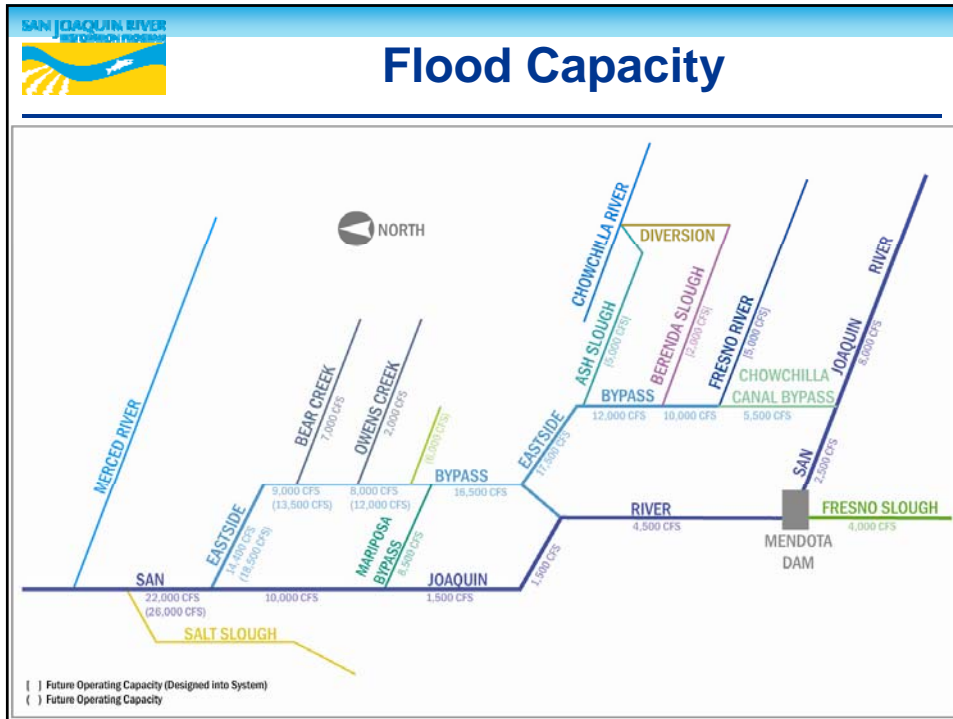 SAN JOAQUIN RIVER
RESTORATION PROGRAM
Flood Capacity
NORTH
MERCED RIVER
BEAR CREEK
7,000 CFS
OWENS CREEK
2,000 CFS
(6,000 CFS)
CHOWCHILLA RIVER
DIVERSION
ASH SLOUGH
[5,000 CFS]
BERENDA SLOUGH
[2,000 CFS]
FRESNO RIVER
[5,000 CFS]
CHOWCHILLA
CANAL BYPASS
5,500 CFS
SAN JOAQUIN RIVER
8,000 CFS
2,500 CFS
BYPASS
12,000 CFS
10,000 CFS
EASTSIDE
17,500 CFS
BYPASS
16,500 CFS
9,000 CFS
(13,500 CFS)
8,000 CFS
(12,000 CFS)
EASTSIDE
14,400 CFS
(18,500 CFS)
MARIPOSA
BYPASS
8,500 CFS
RIVER
4,500 CFS
MENDOTA
DAM
FRESNO SLOUGH
4,000 CFS
SAN
22,000 CFS
(26,000 CFS)
10,000 CFS
JOAQUIN
1,500 CFS
1,500 CFS
SALT SLOUGH
[ ] Future Operating Capacity (Designed into System)
( ) Future Operating Capacity